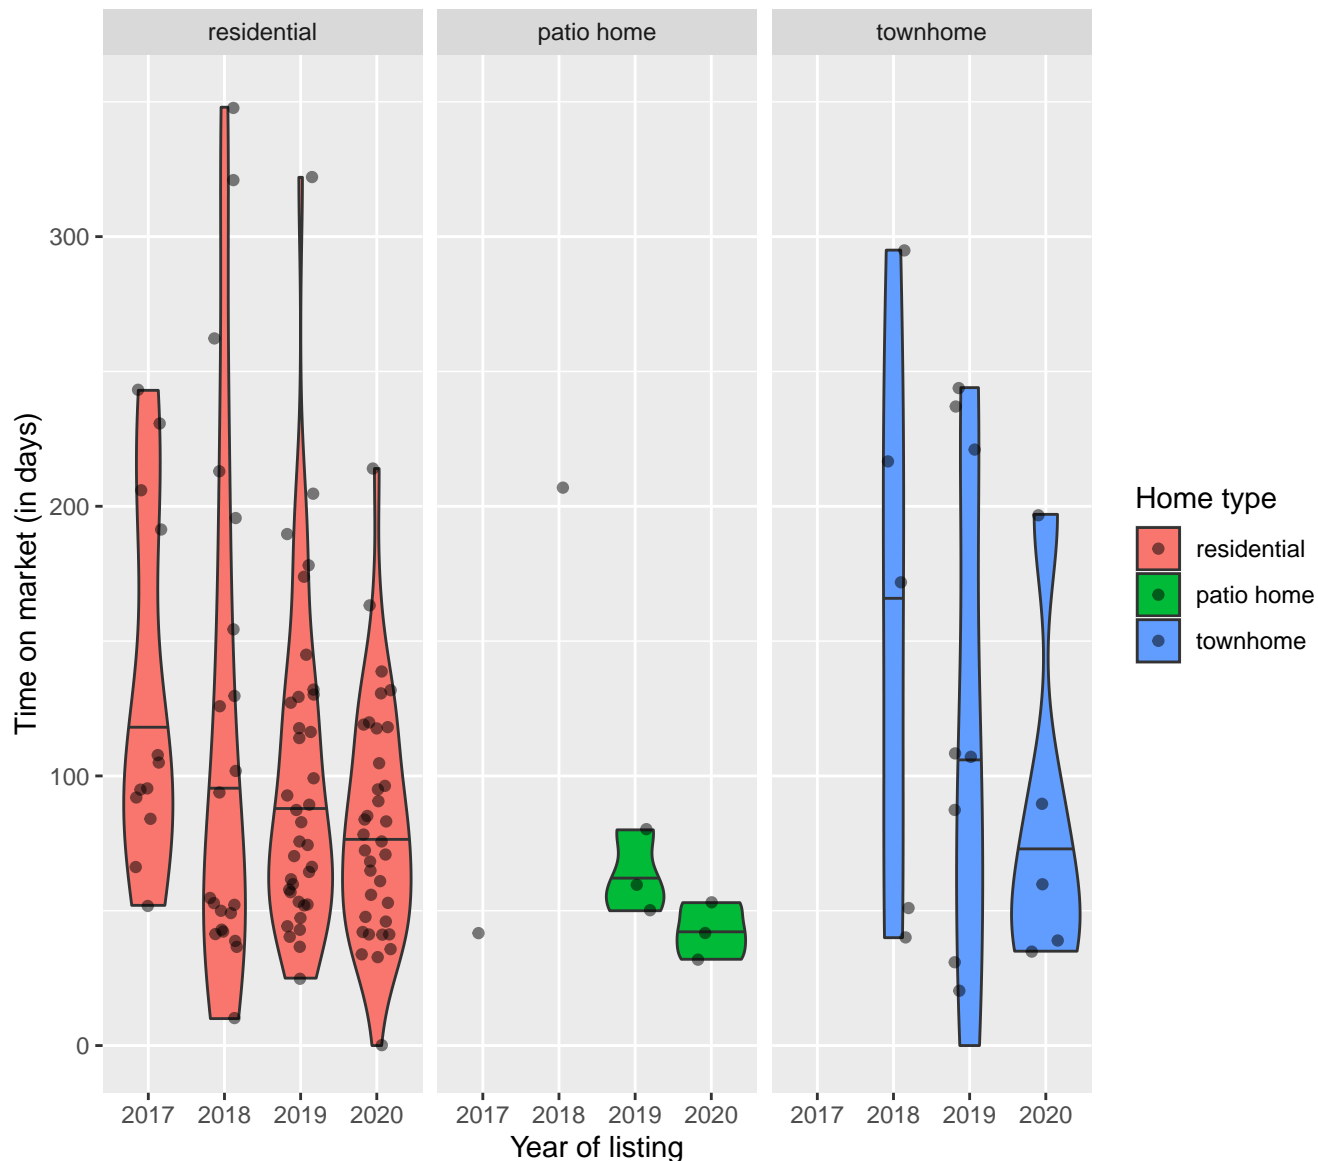 residential
patio home
townhome
300
200
100
0
Time on market (in days)
2017 2018 2019 2020
2017 2018 2019 2020
2017 2018 2019 2020
Year of listing
Home type
residential
patio home
townhome